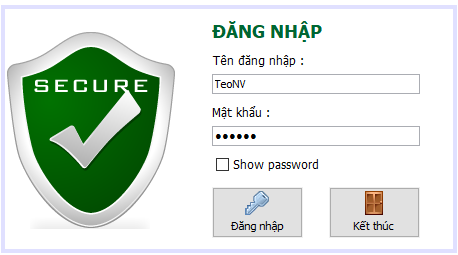 SECURE
ĐĂNG NHẬP
Tên đăng nhập :
TeoNV
Mật khẩu :
••••••
Show password
Đăng nhập
Kết thúc